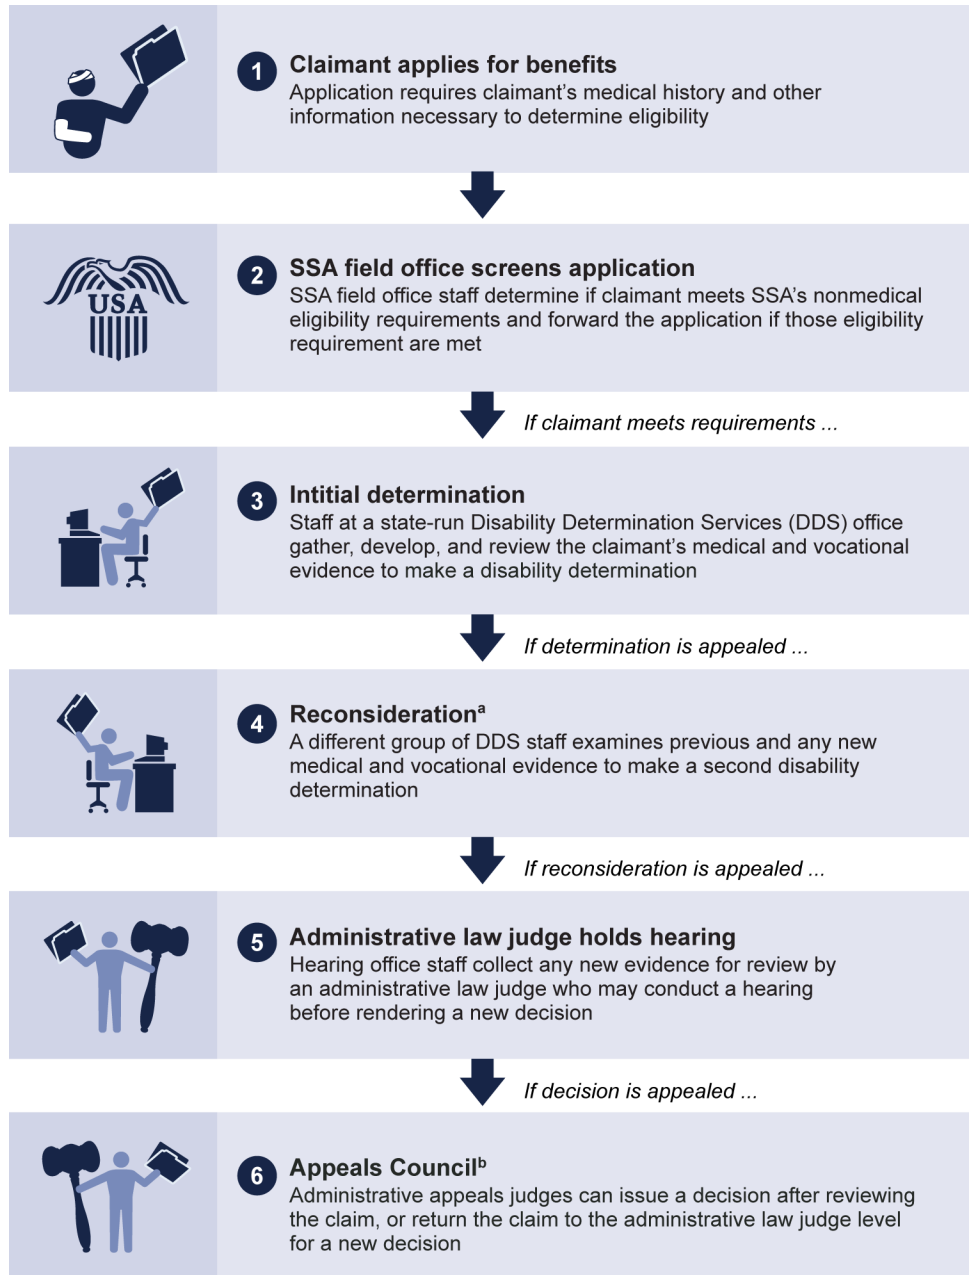 1 Claimant applies for benefits
Application requires claimant's medical history and other
information necessary to determine eligibility
USA
2 SSA field office screens application
SSA field office staff determine if claimant meets SSA's nonmedical
eligibility requirements and forward the application if those eligibility
requirement are met
If claimant meets requirements ...
3 Intitial determination
Staff at a state-run Disability Determination Services (DDS) office
gather, develop, and review the claimant's medical and vocational
evidence to make a disability determination
If determination is appealed ...
4 Reconsiderationᵃ
A different group of DDS staff examines previous and any new
medical and vocational evidence to make a second disability
determination
If reconsideration is appealed ...
5 Administrative law judge holds hearing
Hearing office staff collect any new evidence for review by
an administrative law judge who may conduct a hearing
before rendering a new decision
If decision is appealed ...
6 Appeals Councilᵇ
Administrative appeals judges can issue a decision after reviewing
the claim, or return the claim to the administrative law judge level
for a new decision